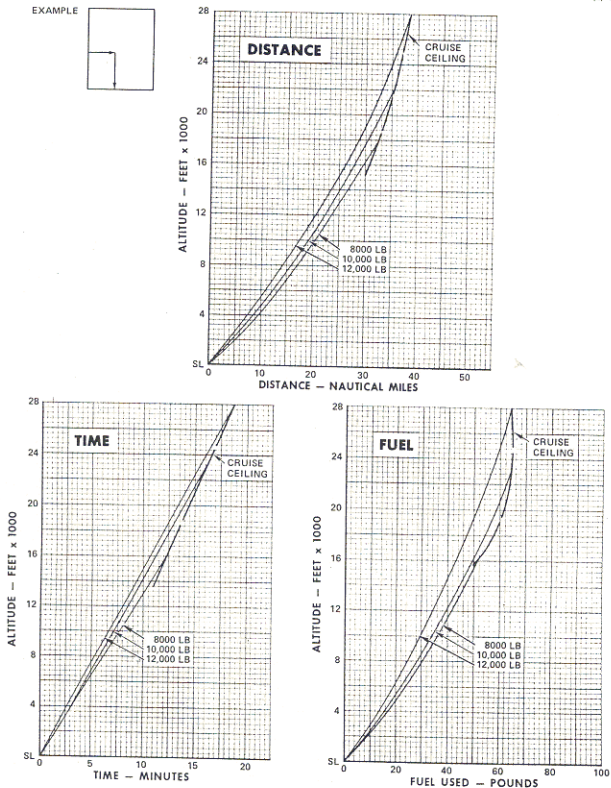 EXAMPLE
DISTANCE
CRUISE
CEILING
ALTITUDE — FEET x 1000
28
24
20
16
12
8
4
SL
8000 LB
10,000 LB
12,000 LB
0
10
20
30
40
50
DISTANCE — NAUTICAL MILES
TIME
CRUISE
CEILING
ALTITUDE — FEET x 1000
28
24
20
16
12
8
4
SL
8000 LB
10,000 LB
12,000 LB
0
5
10
15
20
TIME — MINUTES
FUEL
CRUISE
CEILING
ALTITUDE — FEET x 1000
28
24
20
16
12
8
4
SL
8000 LB
10,000 LB
12,000 LB
0
20
40
60
80
100
FUEL USED — POUNDS